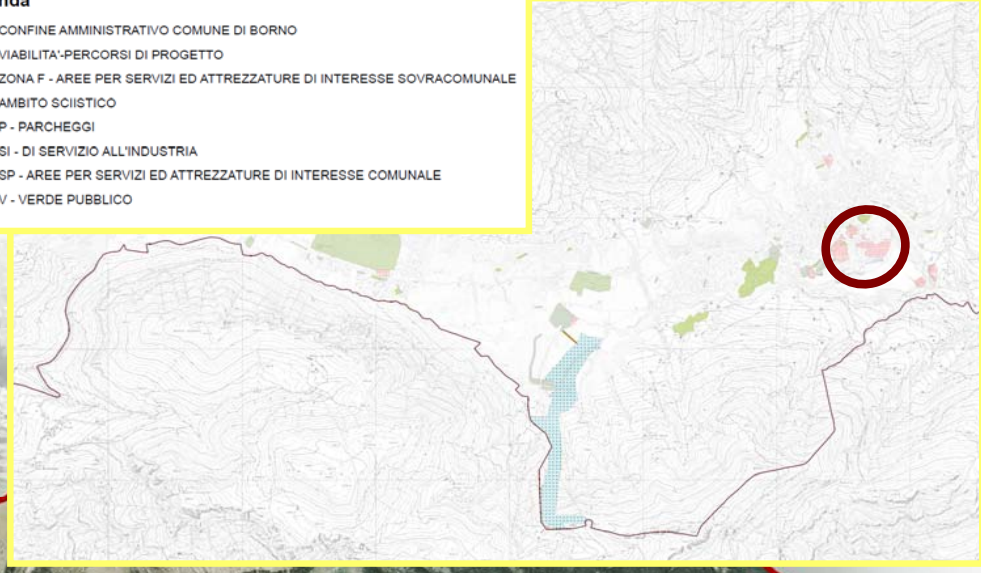 nda
CONFINE AMMINISTRATIVO COMUNE DI BORNO
VIABILITA'-PERCORSI DI PROGETTO
ZONA F - AREE PER SERVIZI ED ATTREZZATURE DI INTERESSE SOVRACOMUNALE
AMBITO SCIISTICO
P - PARCHEGGI
SI - DI SERVIZIO ALL'INDUSTRIA
SP - AREE PER SERVIZI ED ATTREZZATURE DI INTERESSE COMUNALE
V - VERDE PUBBLICO